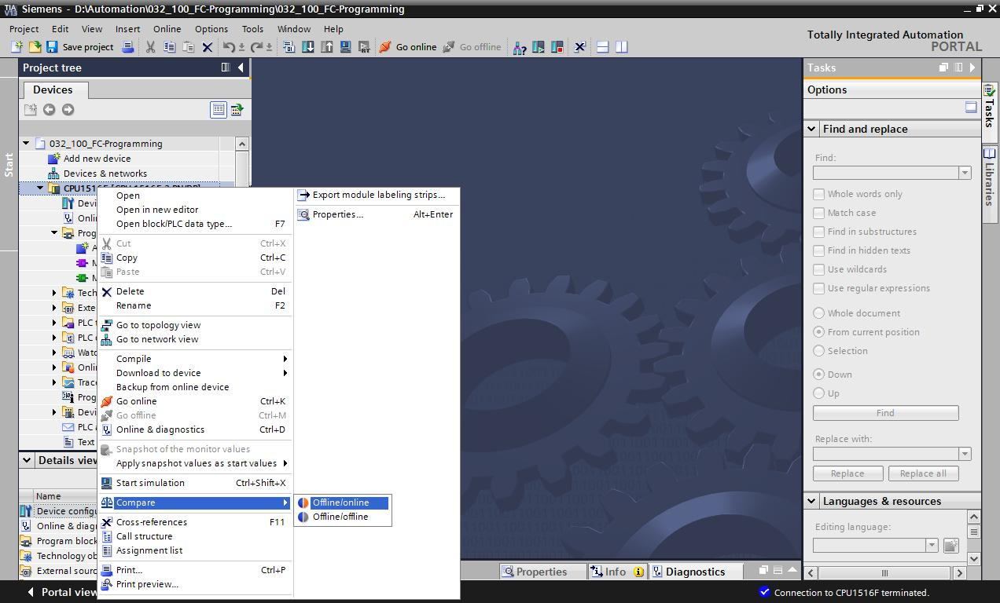 Siemens - D:\Automation\032_100_FC-Programming\032_100_FC-Programming
Project Edit View Insert Online Options Tools Window Help
Totally Integrated Automation
PORTAL
Save project Go online Go offline
Project tree
Devices
Start
032_100_FC-Programming
Add new device
Devices & networks
Devi
Onli
Prog
A
M
M
Tech
Exte
PLC t
PLC
Watc
Onli
Trace
Prog
Devi
PLC a
Text
Details view
Name
Device configu
Online & diagn
Program block
Technology ob
External sourc
Portal view
Open
Open in new editor
Open block/PLC data type... F7
Cut Ctrl+X
Copy Ctrl+C
Paste Ctrl+V
Delete Del
Rename F2
Go to topology view
Go to network view
Compile
Download to device
Backup from online device
Go online Ctrl+K
Go offline Ctrl+M
Online & diagnostics Ctrl+D
Snapshot of the monitor values
Apply snapshot values as start values
Start simulation Ctrl+Shift+X
Compare
Cross-references F11
Call structure
Assignment list
Print... Ctrl+P
Print preview...
Export module labeling strips...
Properties... Alt+Enter
Offline/online
Offline/offline
Properties Info Diagnostics
Tasks
Options
Find and replace
Find:
Whole words only
Match case
Find in substructures
Find in hidden texts
Use wildcards
Use regular expressions
Whole document
From current position
Selection
Down
Up
Find
Replace with:
Replace Replace all
Languages & resources
Editing language:
Tasks
Libraries
Connection to CPU1516F terminated.